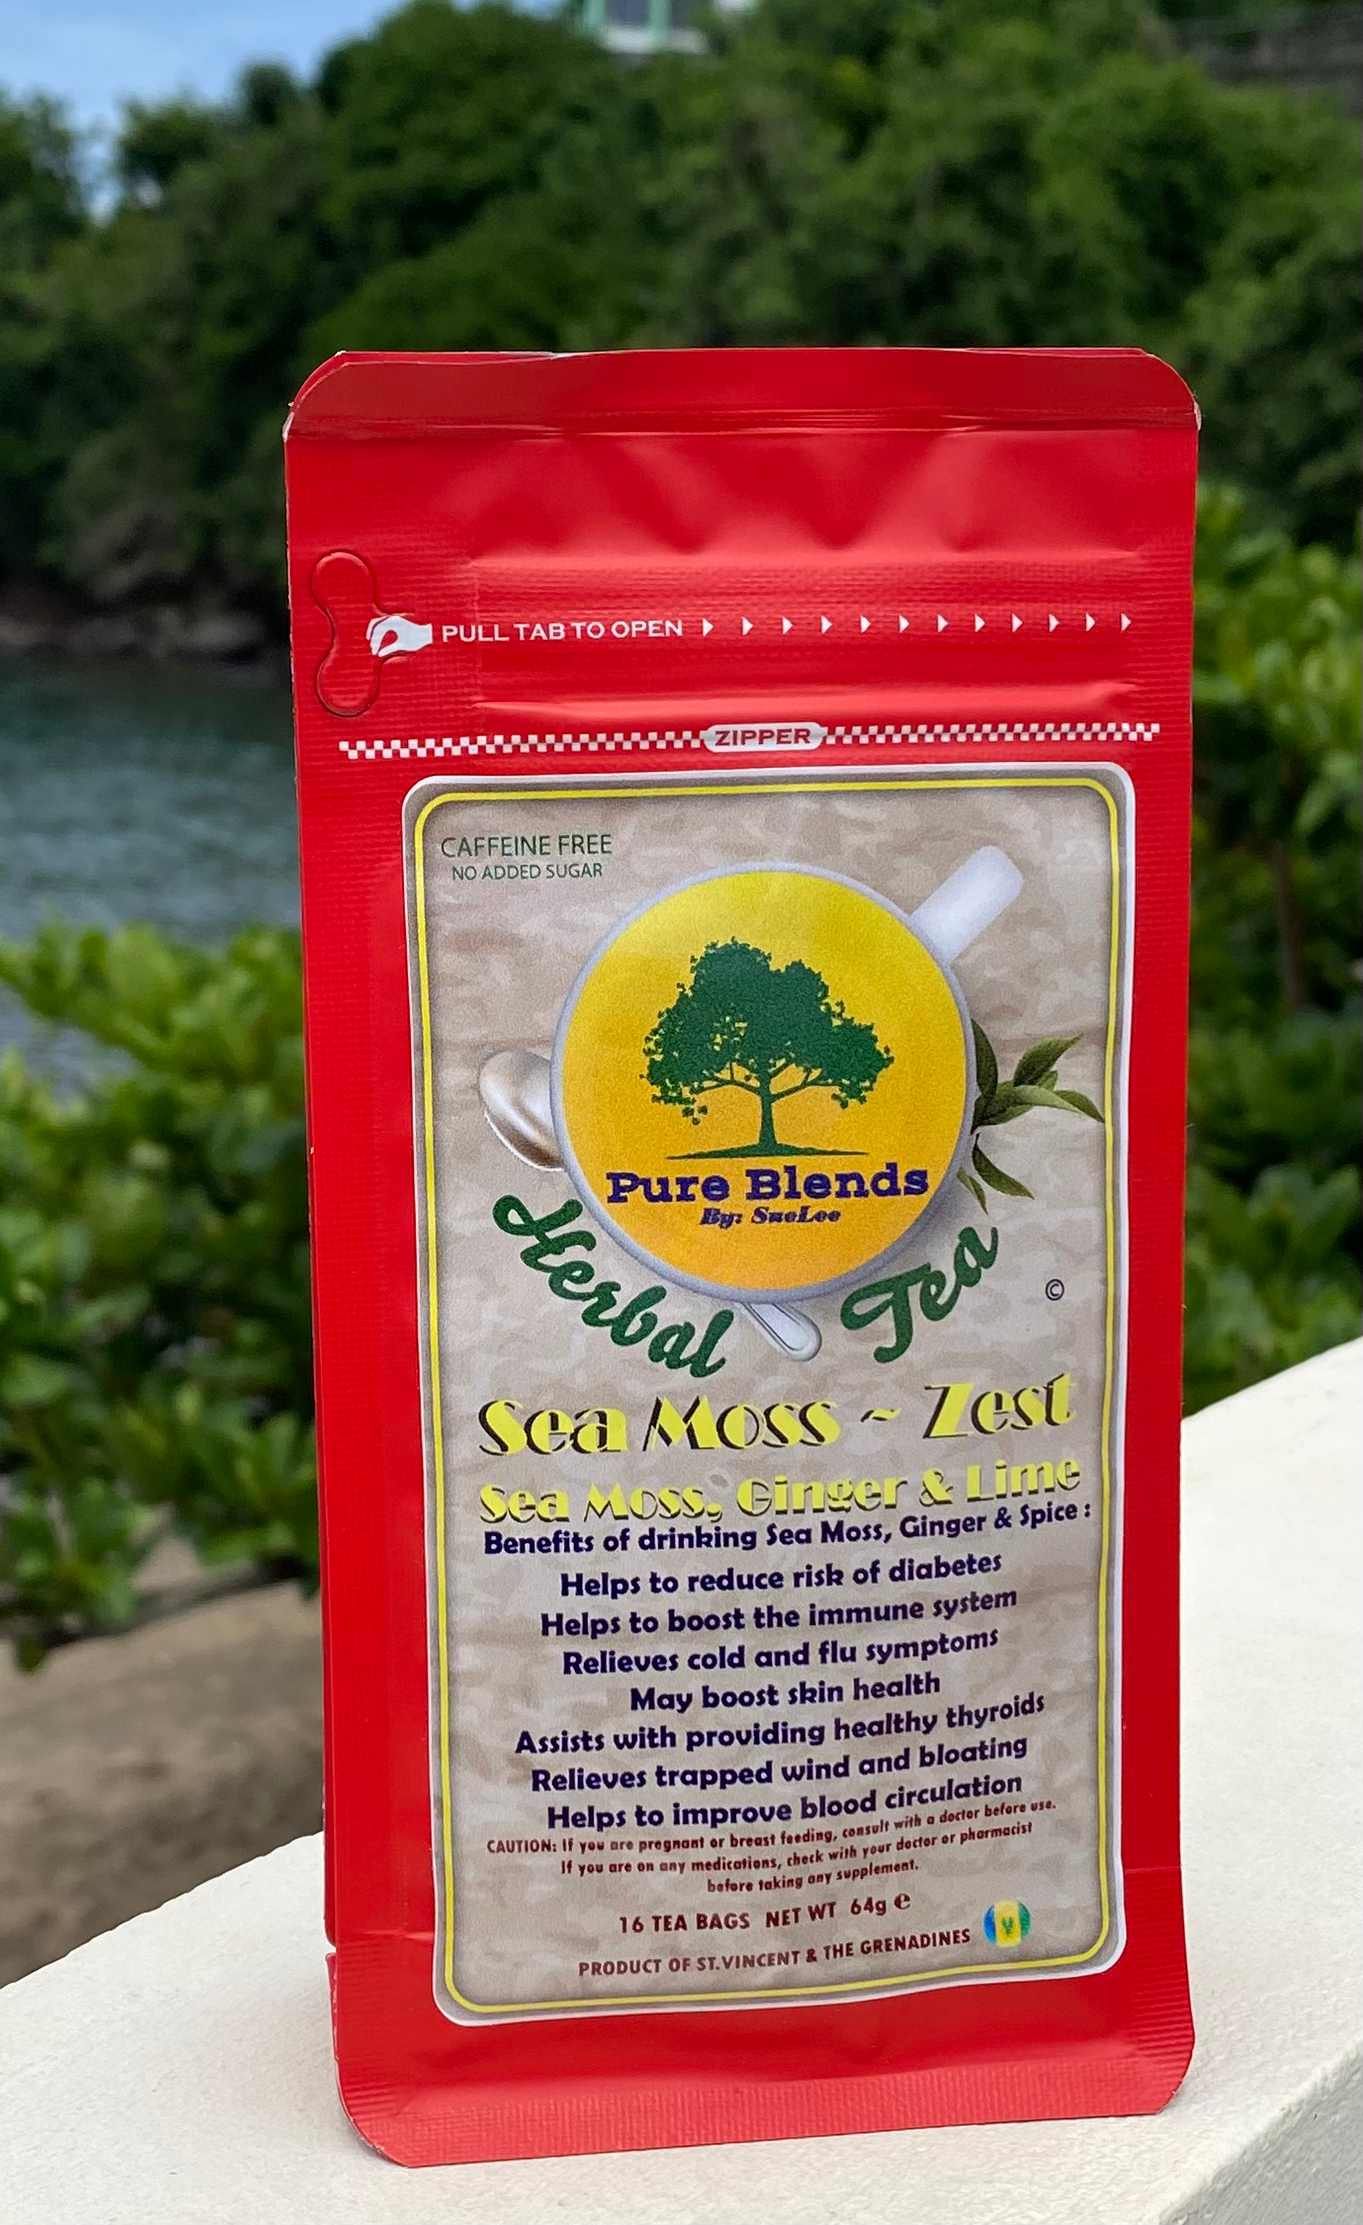 PULL TAB TO OPEN
ZIPPER
CAFFEINE FREE
NO ADDED SUGAR
Pure Blends
By: SueLee
Herbal Tea
©
Sea Moss ~ Zest
Sea Moss, Ginger & Lime
Benefits of drinking Sea Moss, Ginger & Spice :
Helps to reduce risk of diabetes
Helps to boost the immune system
Relieves cold and flu symptoms
May boost skin health
Assists with providing healthy thyroids
Relieves trapped wind and bloating
Helps to improve blood circulation
CAUTION: If you are pregnant or breast feeding, consult with a doctor before use.
If you are on any medications, check with your doctor or pharmacist
before taking any supplement.
16 TEA BAGS NET WT 64g ℮
PRODUCT OF ST.VINCENT & THE GRENADINES